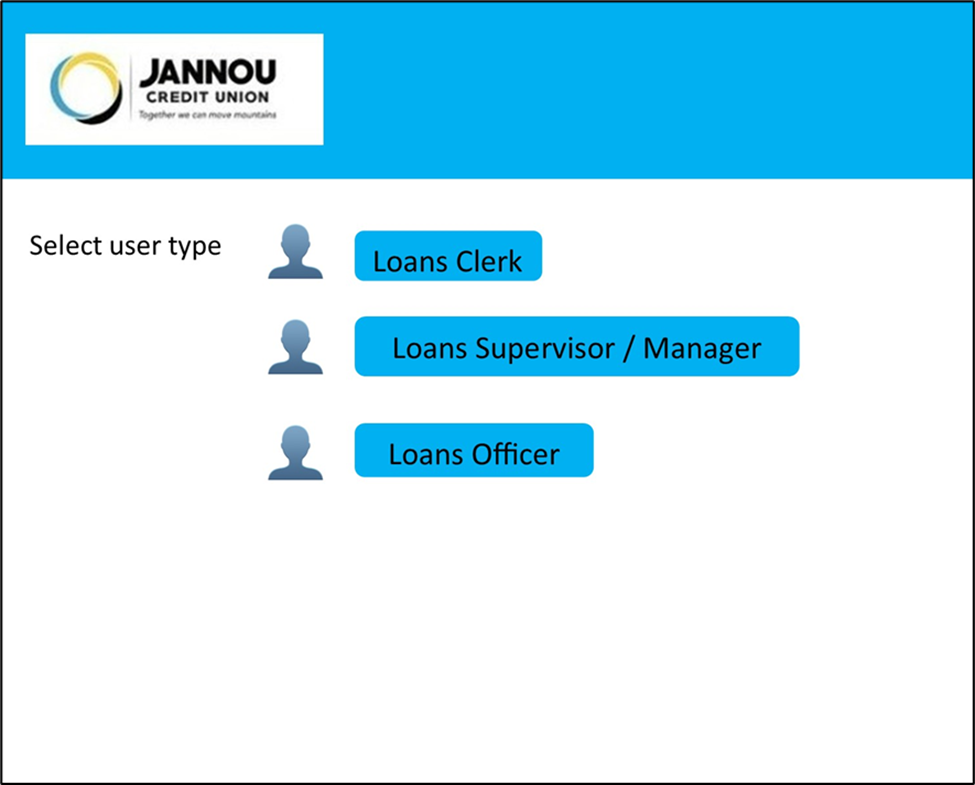 JANNOU
CREDIT UNION
Together we can move mountains
Select user type
Loans Clerk
Loans Supervisor / Manager
Loans Officer